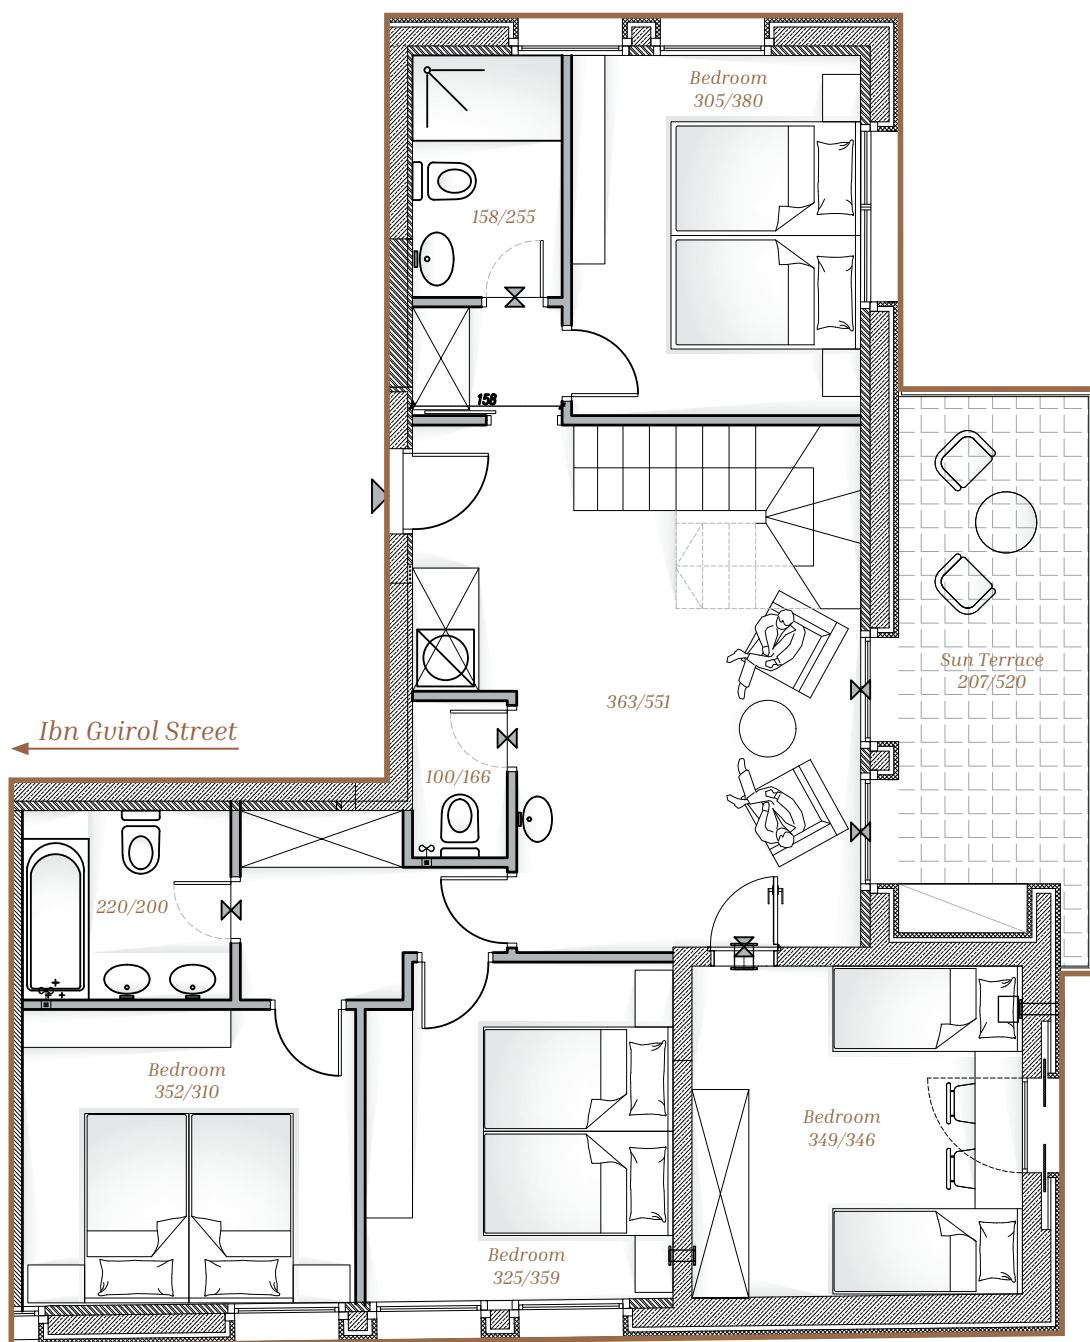 Bedroom
305/380
158/255
158
Sun Terrace
207/520
363/551
Ibn Gvirol Street
100/166
220/200
Bedroom
352/310
Bedroom
349/346
Bedroom
325/359